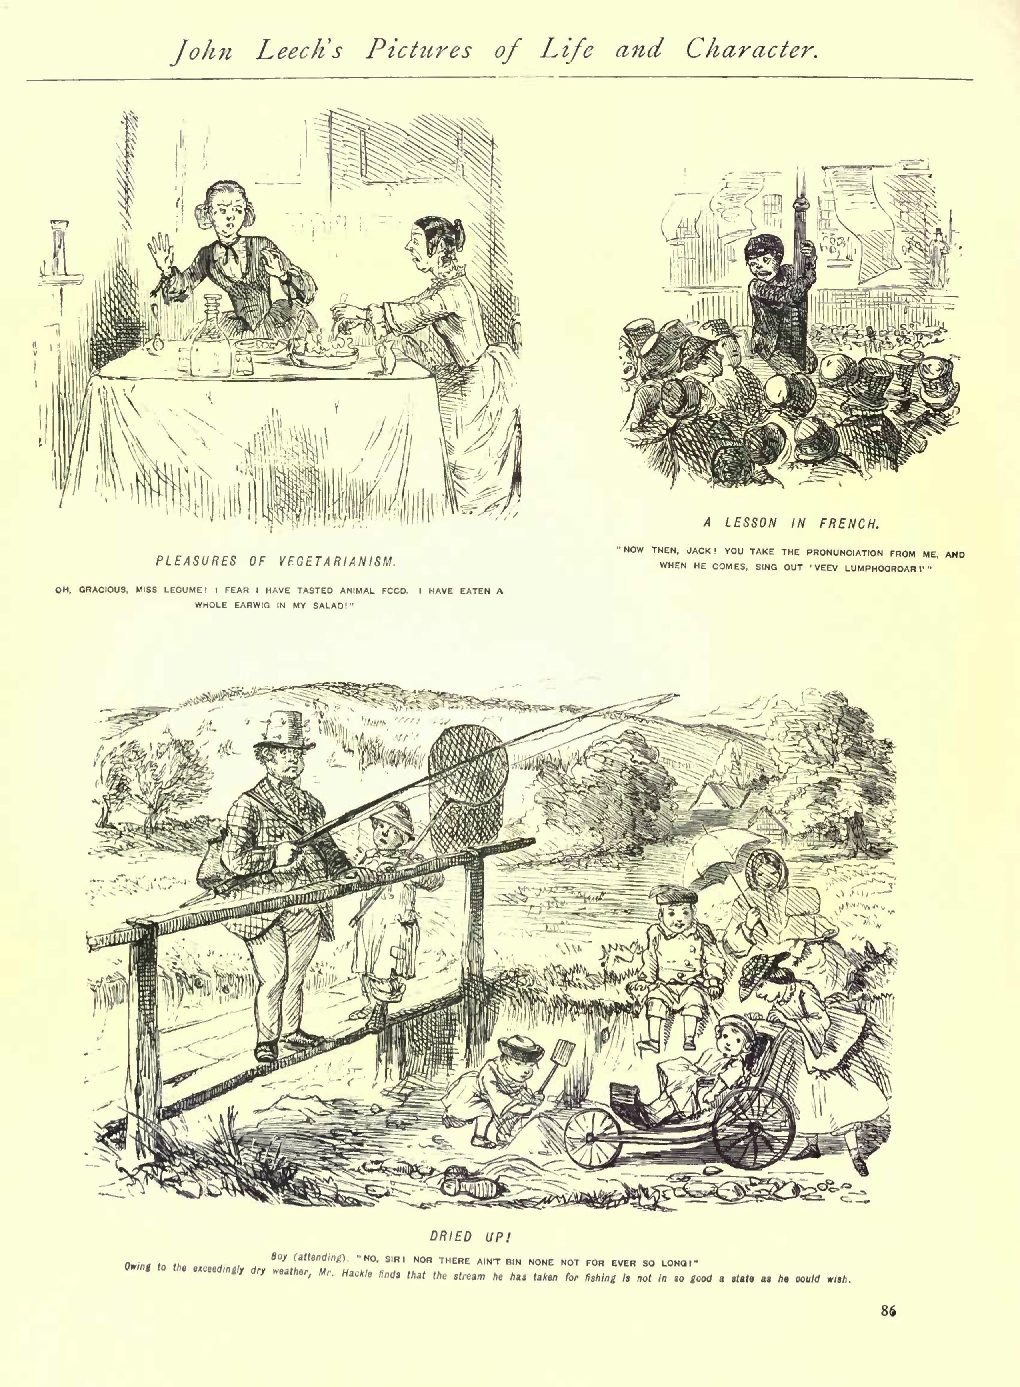 John Leech's Pictures of Life and Character.
PLEASURES OF VEGETARIANISM.
OH, GRACIOUS, MISS LEGUME! I FEAR I HAVE TASTED ANIMAL FOOD. I HAVE EATEN A
WHOLE EARWIG IN MY SALAD!"
A LESSON IN FRENCH.
"NOW THEN, JACK! YOU TAKE THE PRONUNCIATION FROM ME, AND
WHEN HE COMES, SING OUT 'VEEV LUMPHOOROAR!'"
DRIED UP!
Boy (attending). "NO, SIR! NOR THERE AIN'T BIN NONE NOT FOR EVER SO LONG!"
Owing to the exceedingly dry weather, Mr. Hackle finds that the stream he has taken for fishing is not in so good a state as he could wish.
86